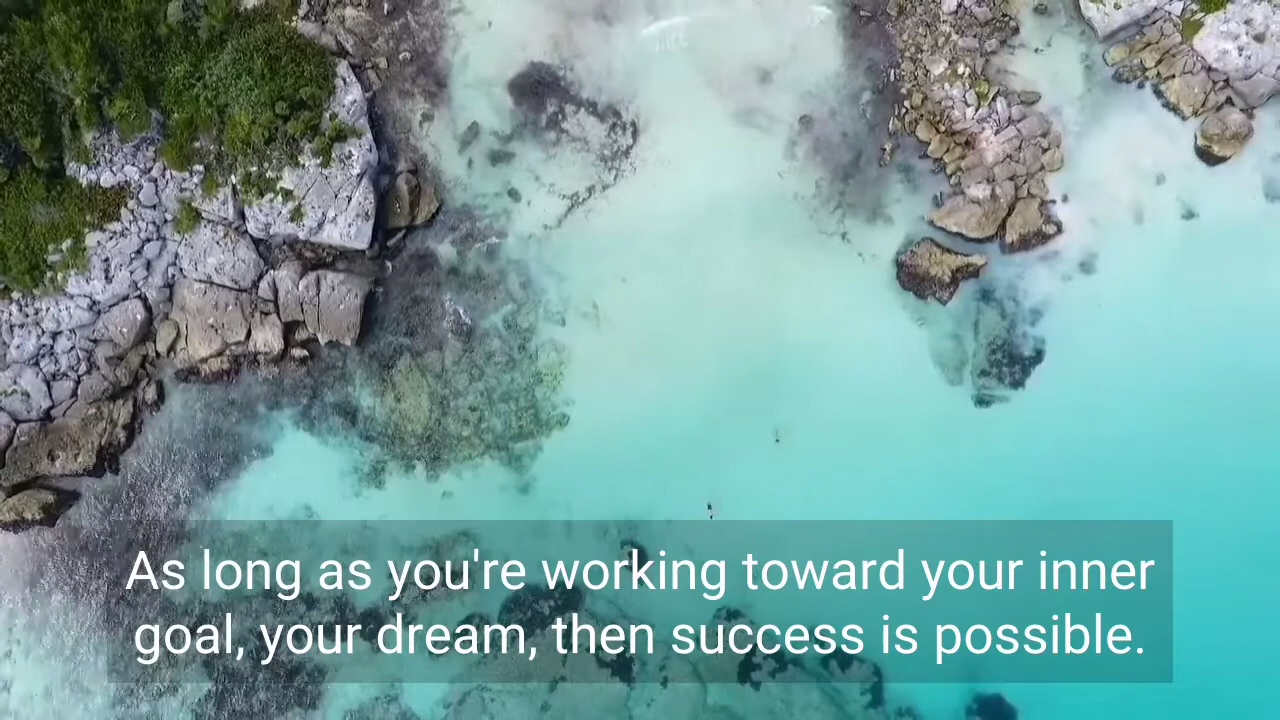 As long as you're working toward your inner
goal, your dream, then success is possible.